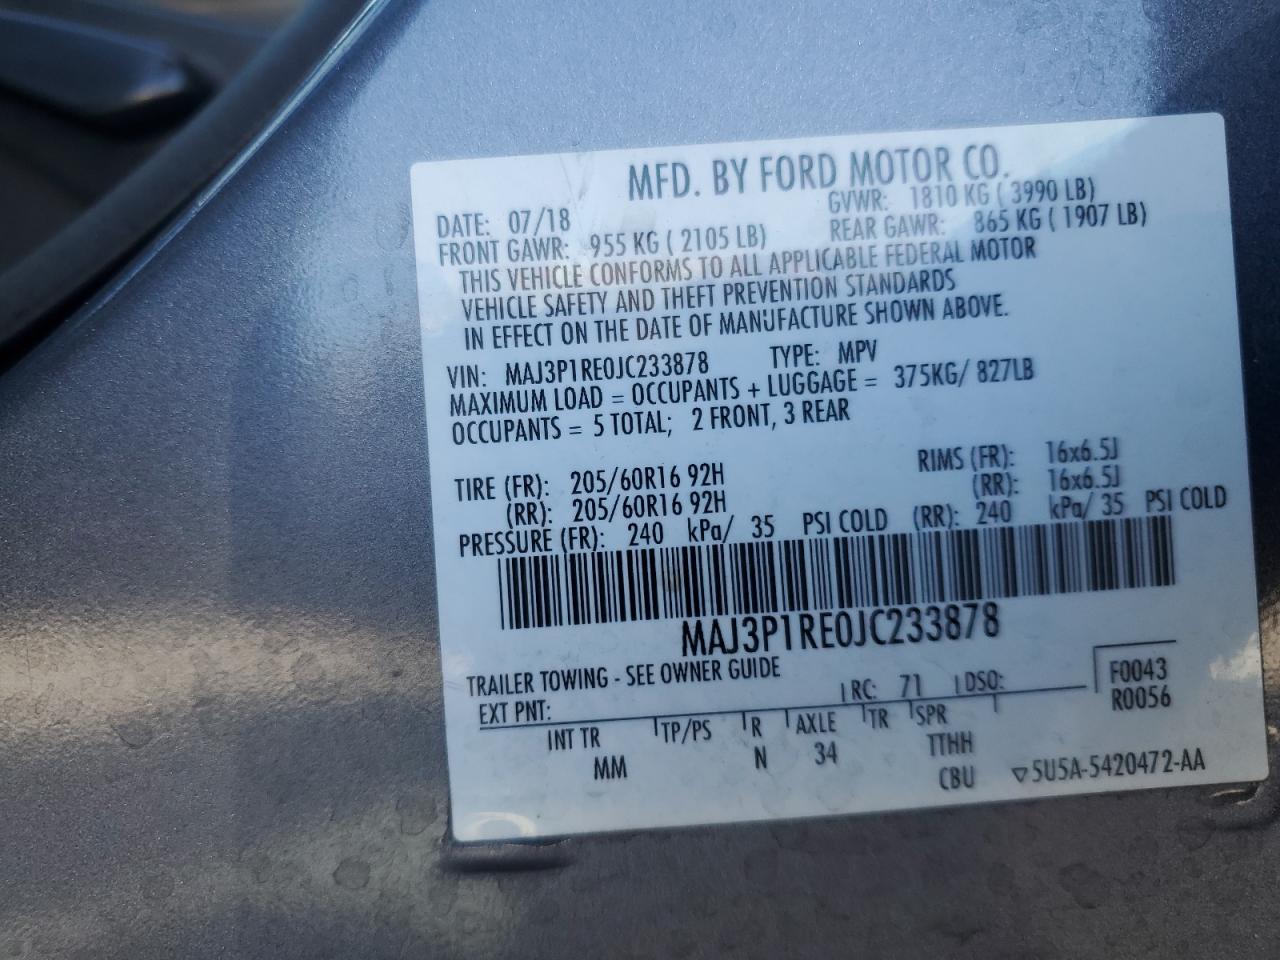 MFD. BY FORD MOTOR CO.
DATE: 07/18 GVWR: 1810 KG ( 3990 LB)
FRONT GAWR: 955 KG ( 2105 LB) REAR GAWR: 865 KG ( 1907 LB)
THIS VEHICLE CONFORMS TO ALL APPLICABLE FEDERAL MOTOR
VEHICLE SAFETY AND THEFT PREVENTION STANDARDS
IN EFFECT ON THE DATE OF MANUFACTURE SHOWN ABOVE.
VIN: MAJ3P1RE0JC233878 TYPE: MPV
MAXIMUM LOAD = OCCUPANTS + LUGGAGE = 375KG/ 827LB
OCCUPANTS = 5 TOTAL; 2 FRONT, 3 REAR
TIRE (FR): 205/60R16 92H RIMS (FR): 16x6.5J
(RR): 205/60R16 92H (RR): 16x6.5J
PRESSURE (FR): 240 kPa/ 35 PSI COLD (RR): 240 kPa/ 35 PSI COLD
MAJ3P1RE0JC233878
TRAILER TOWING - SEE OWNER GUIDE
EXT PNT: RC: 71 DSO: F0043
R0056
INT TR TP/PS R AXLE TR SPR
MM N 34 TTHH
CBU ▽5U5A-5420472-AA